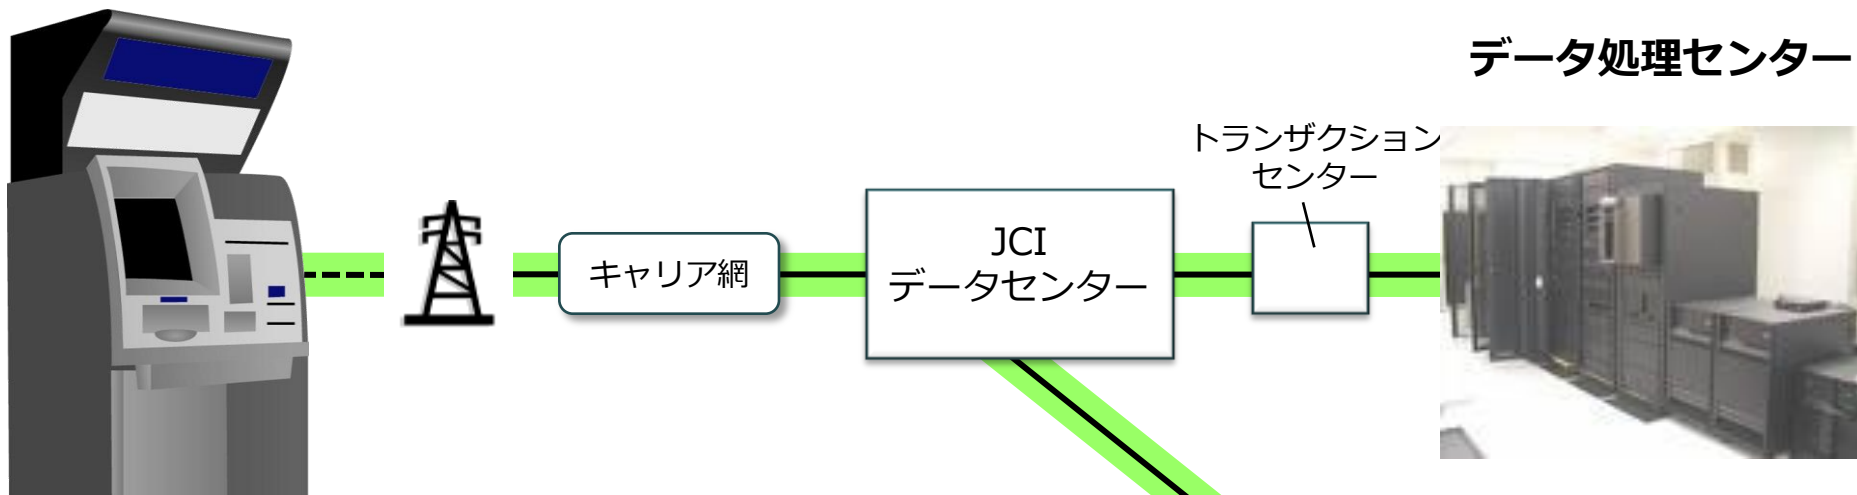 データ処理センター
トランザクション
センター
キャリア網
JCI
データセンター